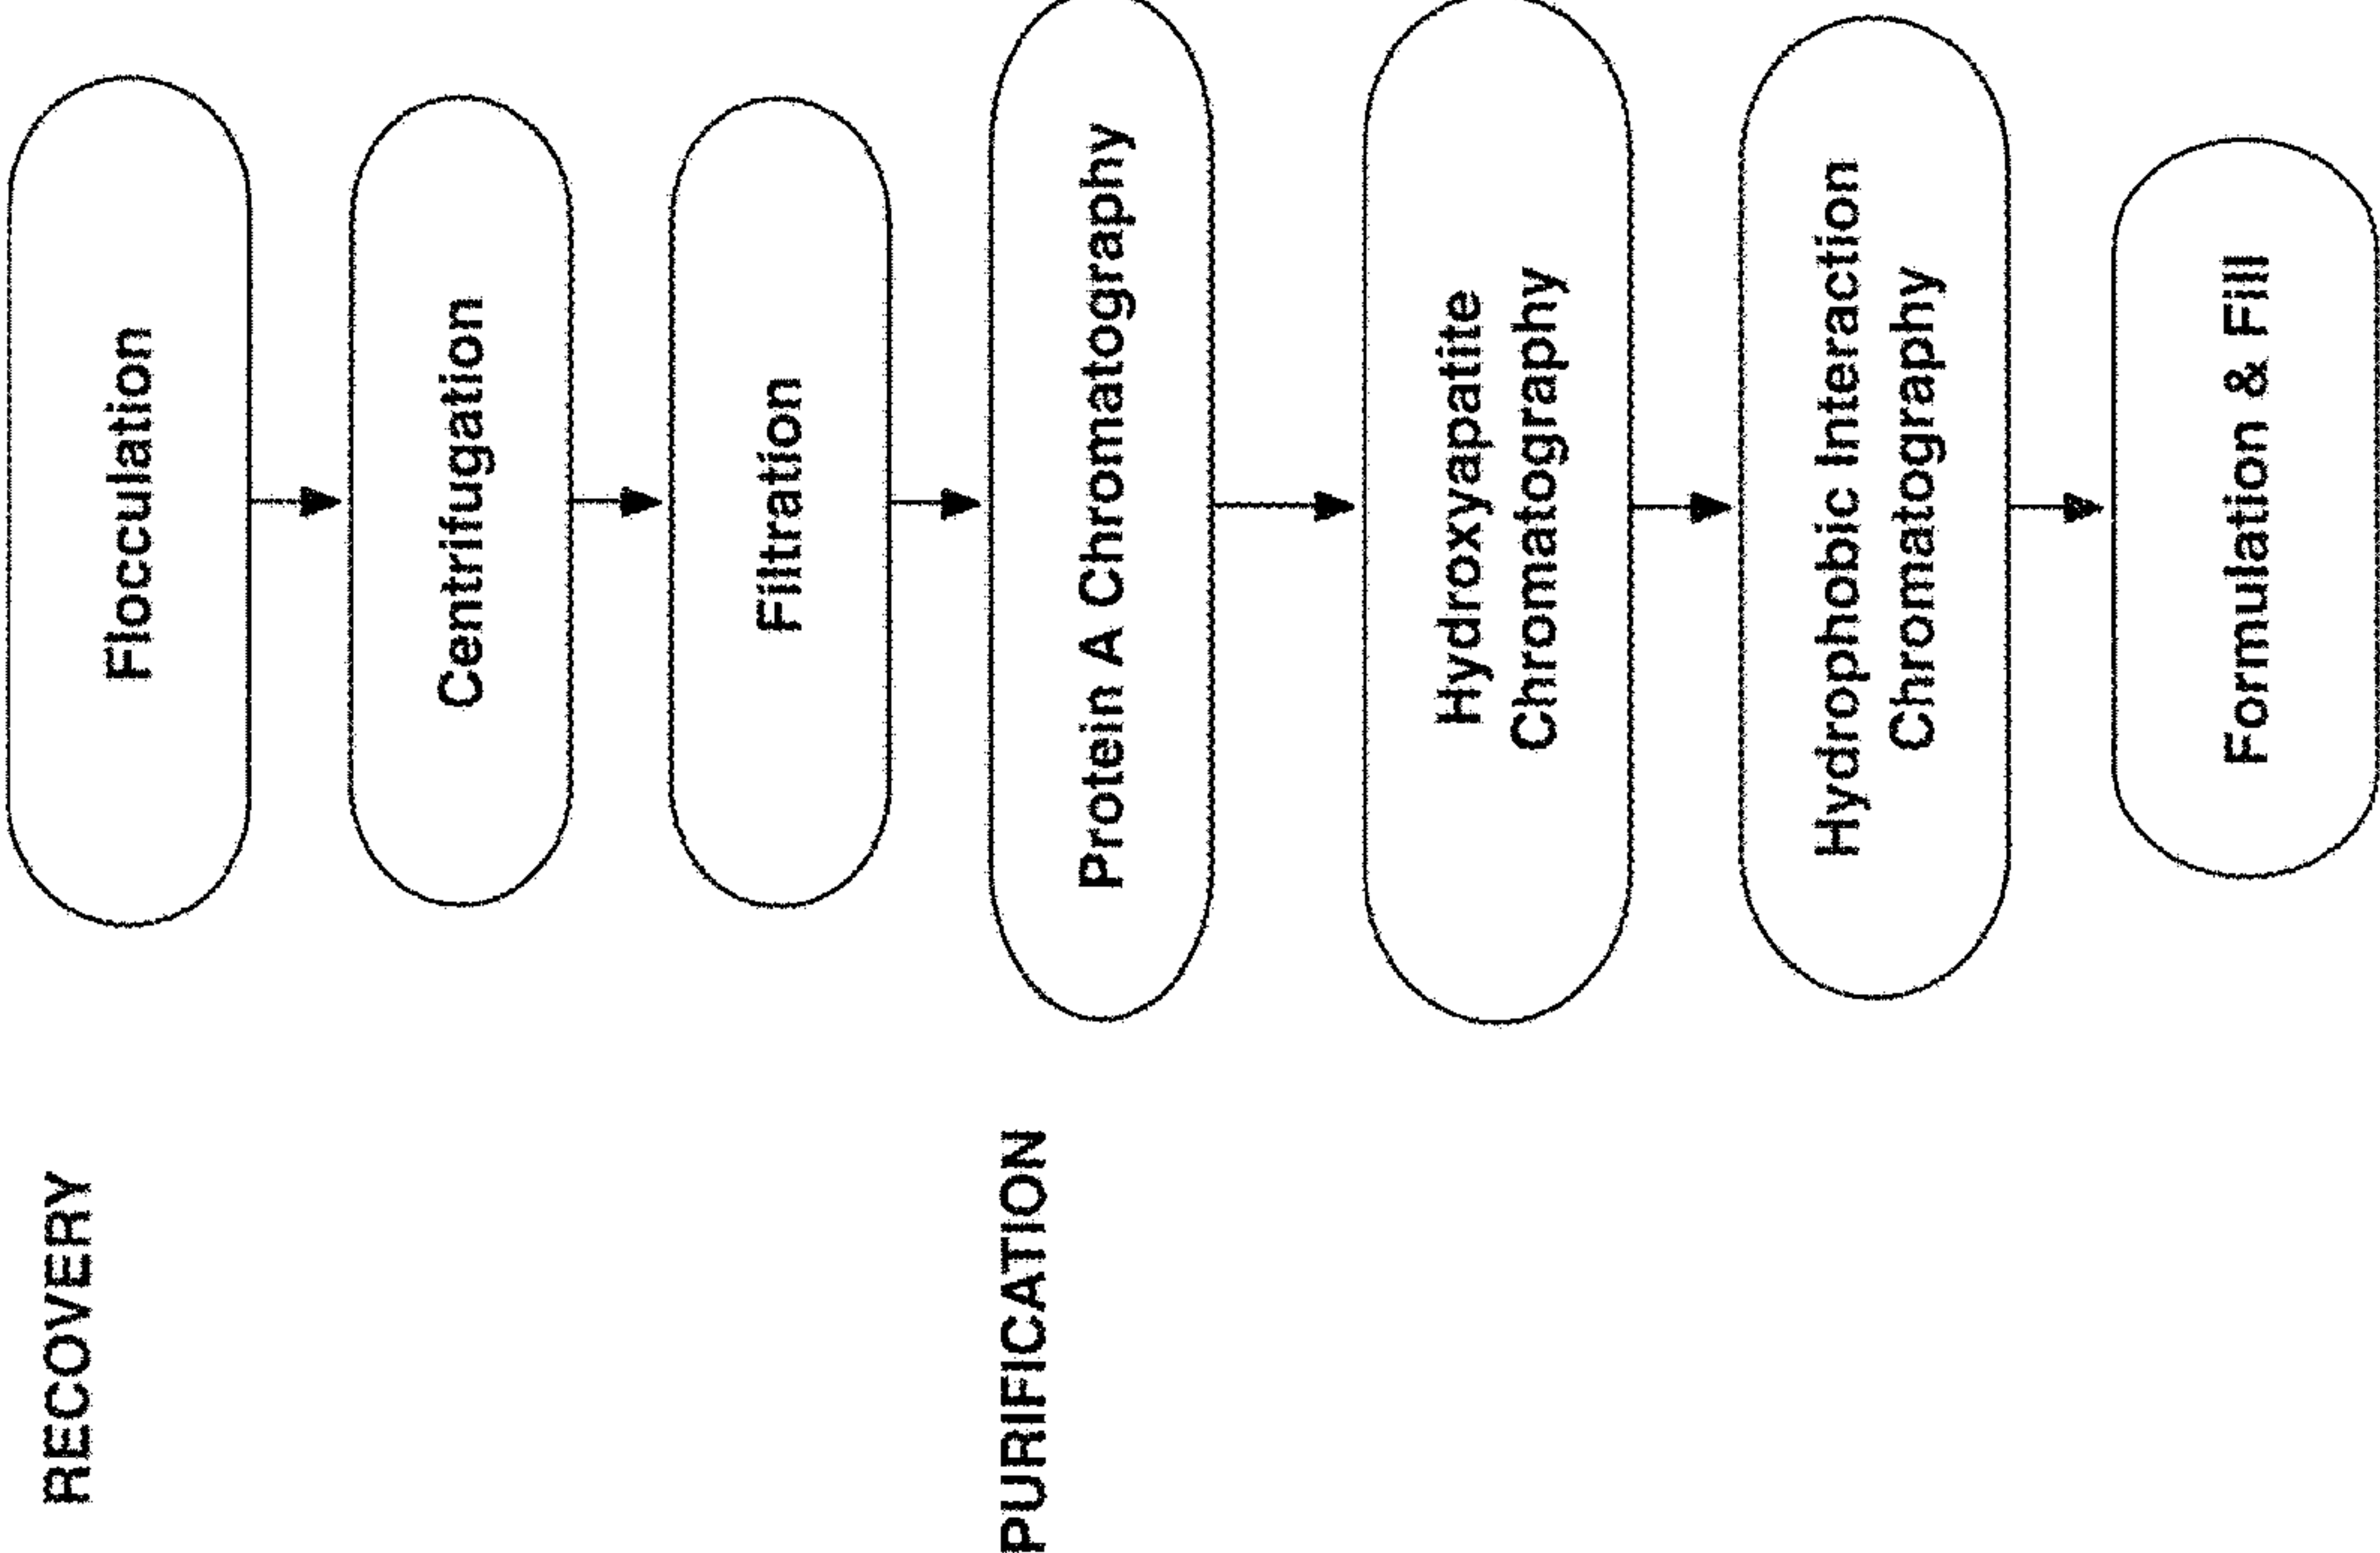 RECOVERY
Flocculation
Centrifugation
Filtration
PURIFICATION
Protein A Chromatography
Hydroxyapatite
Chromatography
Hydrophobic Interaction
Chromatography
Formulation & Fill